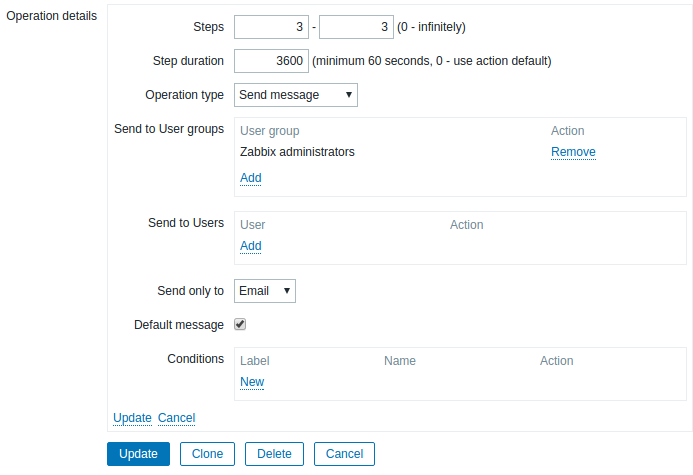 Operation details
Steps 3 - 3 (0 - infinitely)
Step duration 3600 (minimum 60 seconds, 0 - use action default)
Operation type Send message
Send to User groups User group Action
Zabbix administrators Remove
Add
Send to Users User Action
Add
Send only to Email
Default message
Conditions Label Name Action
New
Update Cancel
Update Clone Delete Cancel